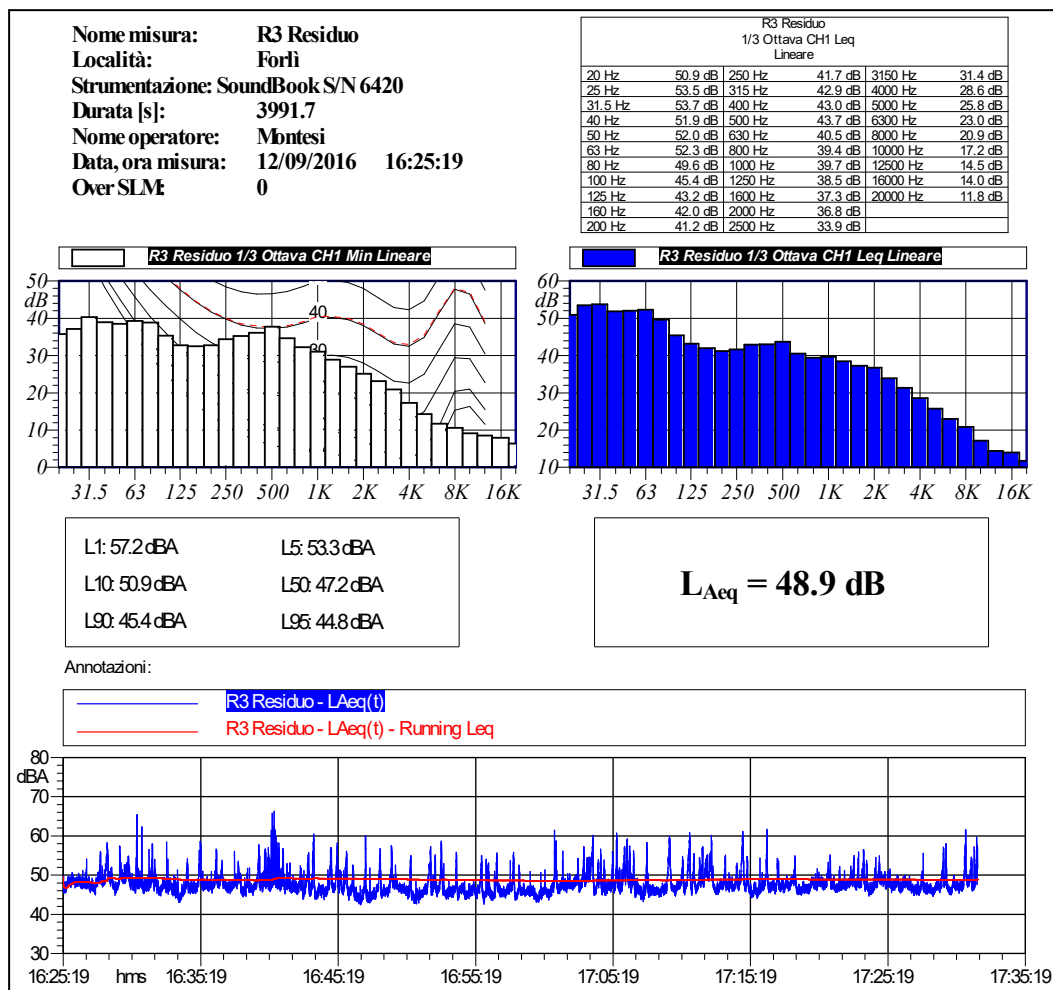 Nome misura: R3 Residuo
Località: Forlì
Strumentazione: SoundBook S/N 6420
Durata [s]: 3991.7
Nome operatore: Montesi
Data, ora misura: 12/09/2016 16:25:19
Over SLM: 0
R3 Residuo
1/3 Ottava CH1 Leq
Lineare
20 Hz 50.9 dB 250 Hz 41.7 dB 3150 Hz 31.4 dB
25 Hz 53.5 dB 315 Hz 42.9 dB 4000 Hz 28.6 dB
31.5 Hz 53.7 dB 400 Hz 43.0 dB 5000 Hz 25.8 dB
40 Hz 51.9 dB 500 Hz 43.7 dB 6300 Hz 23.0 dB
50 Hz 52.0 dB 630 Hz 40.5 dB 8000 Hz 20.9 dB
63 Hz 52.3 dB 800 Hz 39.4 dB 10000 Hz 17.2 dB
80 Hz 49.6 dB 1000 Hz 39.7 dB 12500 Hz 14.5 dB
100 Hz 45.4 dB 1250 Hz 38.5 dB 16000 Hz 14.0 dB
125 Hz 43.2 dB 1600 Hz 37.3 dB 20000 Hz 11.8 dB
160 Hz 42.0 dB 2000 Hz 36.8 dB
200 Hz 41.2 dB 2500 Hz 33.9 dB
R3 Residuo 1/3 Ottava CH1 Min Lineare
50
dB
40
30
20
10
0
40
30
31.5 63 125 250 500 1K 2K 4K 8K 16K
R3 Residuo 1/3 Ottava CH1 Leq Lineare
60
dB
50
40
30
20
10
31.5 63 125 250 500 1K 2K 4K 8K 16K
L1: 57.2 dBA L5: 53.3 dBA
L10: 50.9 dBA L50: 47.2 dBA
L90: 45.4 dBA L95: 44.8 dBA
LAeq = 48.9 dB
Annotazioni:
R3 Residuo - LAeq(t)
R3 Residuo - LAeq(t) - Running Leq
80
dBA
70
60
50
40
30
16:25:19 hms 16:35:19 16:45:19 16:55:19 17:05:19 17:15:19 17:25:19 17:35:19